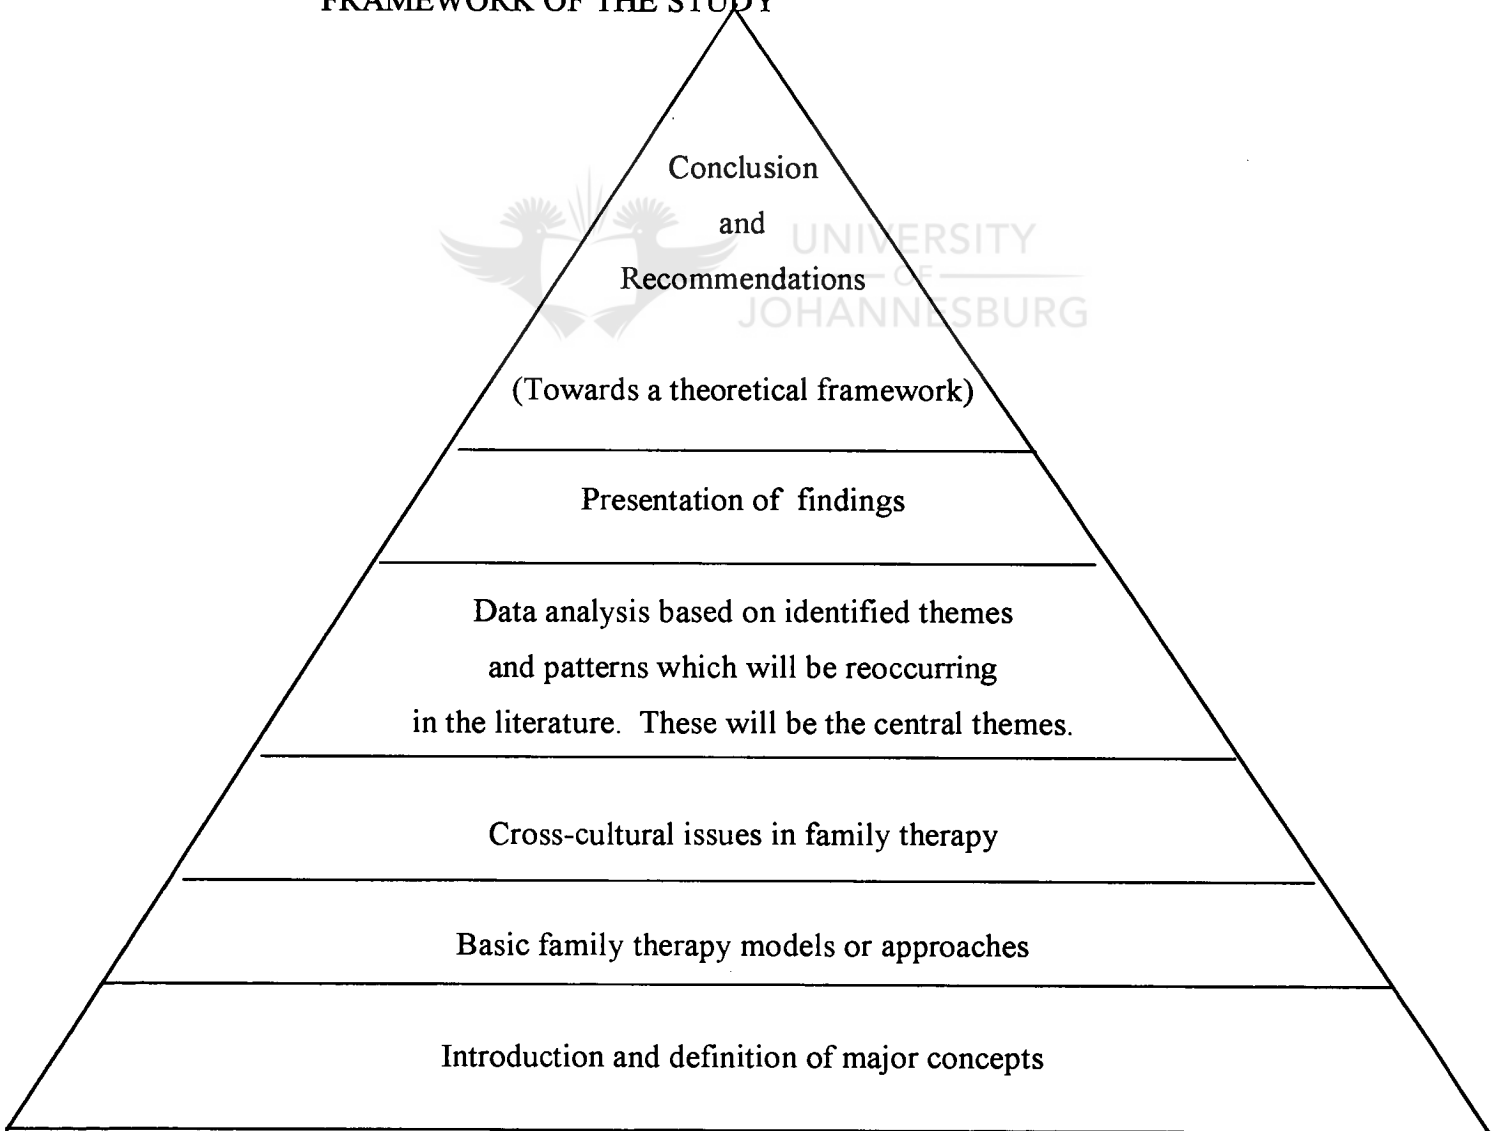 FRAMEWORK OF THE STUDY
Conclusion
and
Recommendations
UNIVERSITY
OF
JOHANNESBURG
(Towards a theoretical framework)
Presentation of findings
Data analysis based on identified themes
and patterns which will be reoccurring
in the literature. These will be the central themes.
Cross-cultural issues in family therapy
Basic family therapy models or approaches
Introduction and definition of major concepts